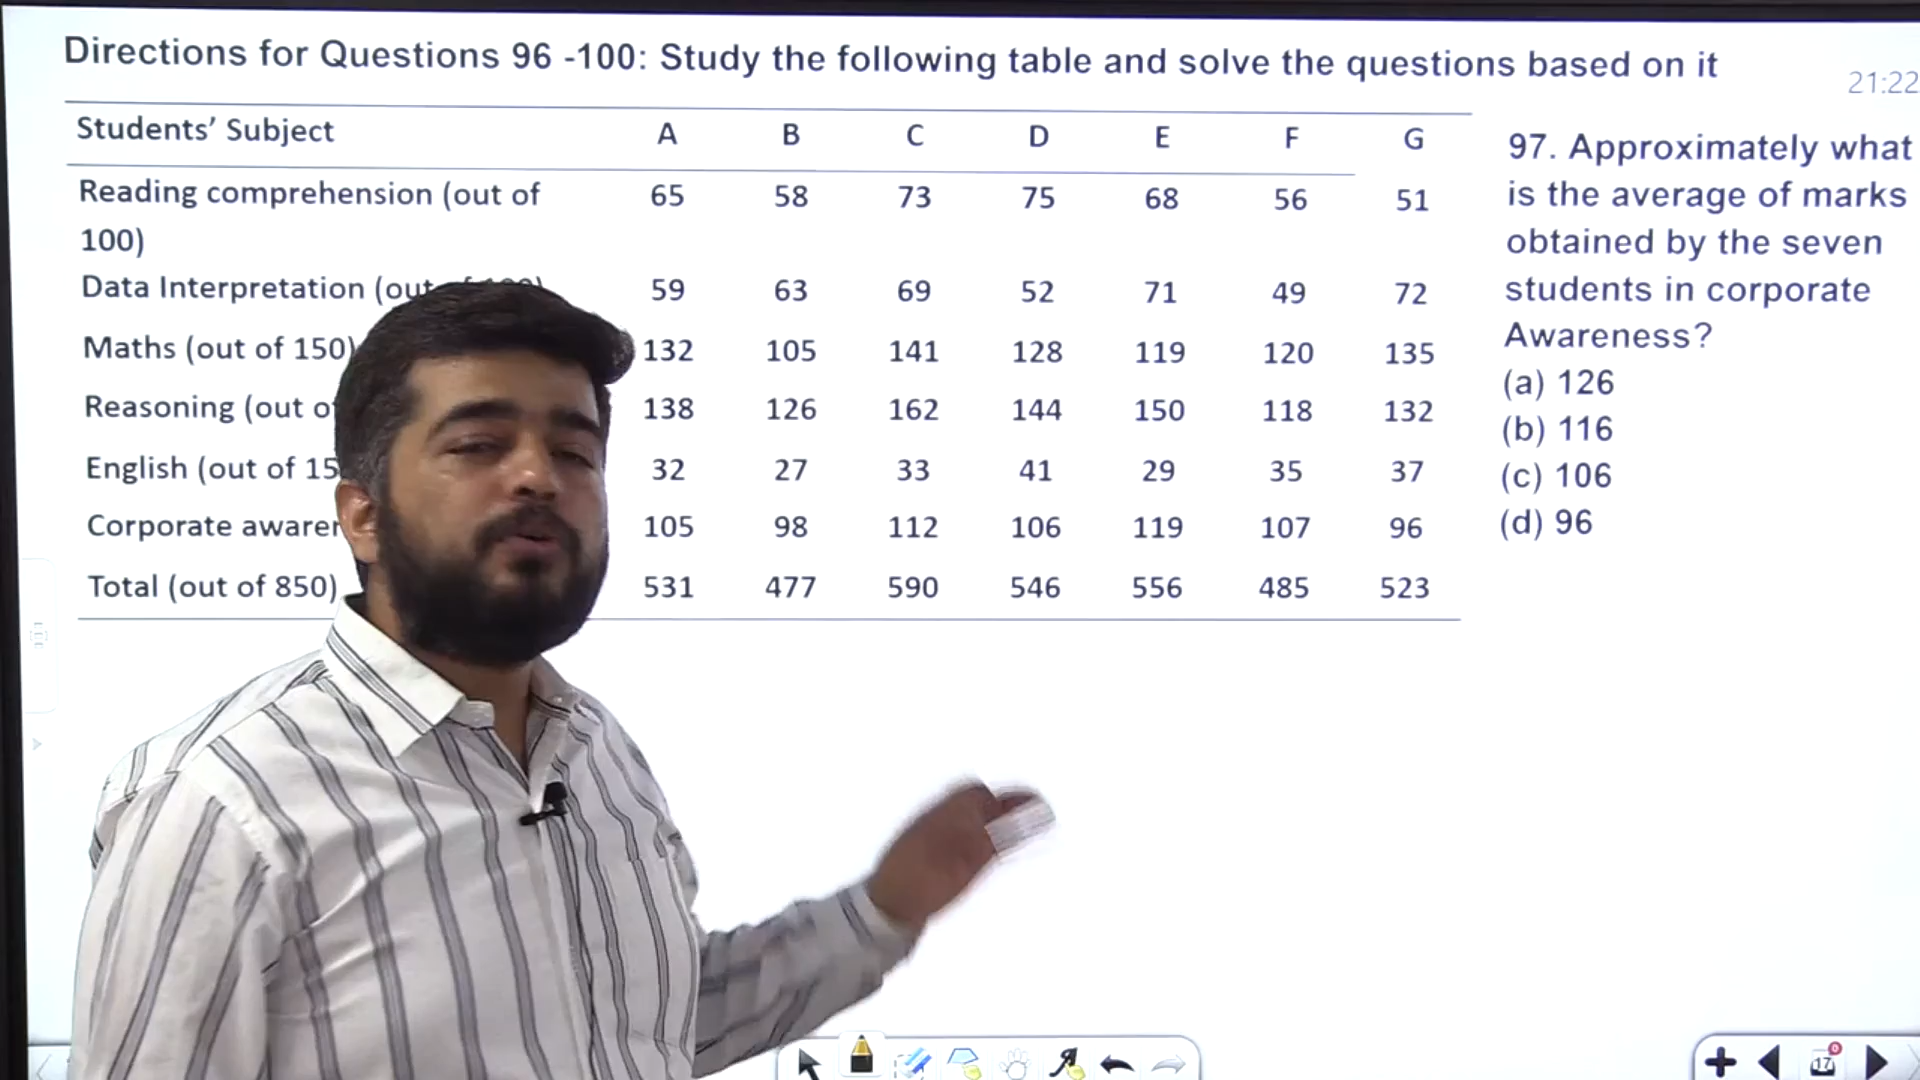 Directions for Questions 96 -100: Study the following table and solve the questions based on it
21:22
Students’ Subject A B C D E F G
Reading comprehension (out of 65 58 73 75 68 56 51
100)
Data Interpretation (out 59 63 69 52 71 49 72
Maths (out of 150) 132 105 141 128 119 120 135
Reasoning (out 138 126 162 144 150 118 132
English (out of 32 27 33 41 29 35 37
Corporate 105 98 112 106 119 107 96
Total (out of 850) 531 477 590 546 556 485 523
97. Approximately what
is the average of marks
obtained by the seven
students in corporate
Awareness?
(a) 126
(b) 116
(c) 106
(d) 96
17
0